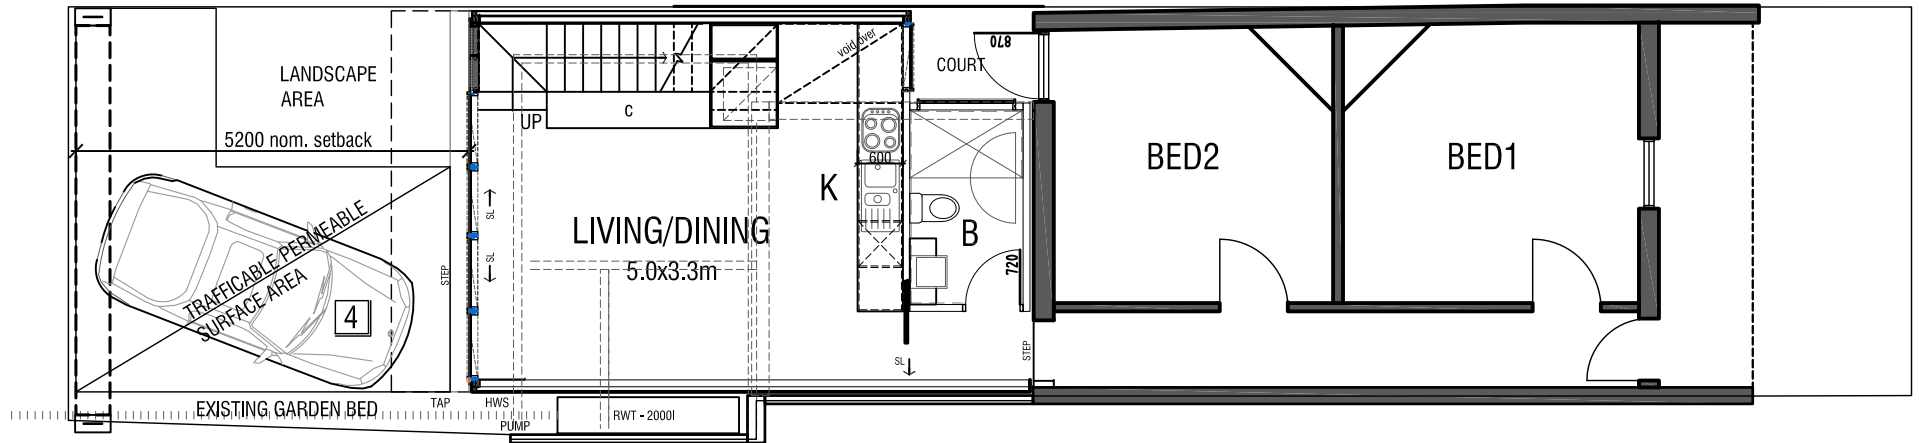 LANDSCAPE
AREA
5200 nom. setback
TRAFFICABLE PERMEABLE
SURFACE AREA
4
EXISTING GARDEN BED
STEP
TAP
HWS
PUMP
RWT - 2000l
UP
C
SL
SL
LIVING/DINING
5.0x3.3m
void over
K
600
COURT
870
B
720
SL
STEP
BED2
BED1